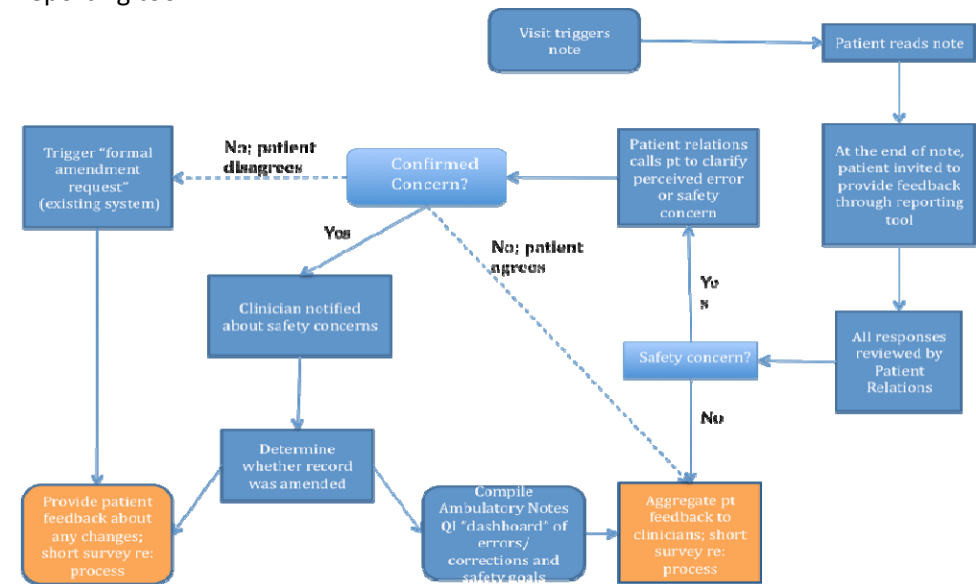 Visit triggers
note
Patient reads note
At the end of note,
patient invited to
provide feedback
through reporting
tool
All responses
reviewed by
Patient
Relations
Safety concern?
Ye
s
No
Patient relations
calls pt to clarify
perceived error
or safety
concern
Confirmed
Concern?
No; patient
disagrees
Trigger "formal
amendment
request"
(existing system)
Yes
No; patient
agrees
Clinician notified
about safety concerns
Determine
whether record
was amended
Provide patient
feedback about
any changes;
short survey re:
process
Compile
Ambulatory Notes
QI "dashboard" of
errors/
corrections and
safety goals
Aggregate pt
feedback to
clinicians; short
survey re:
process